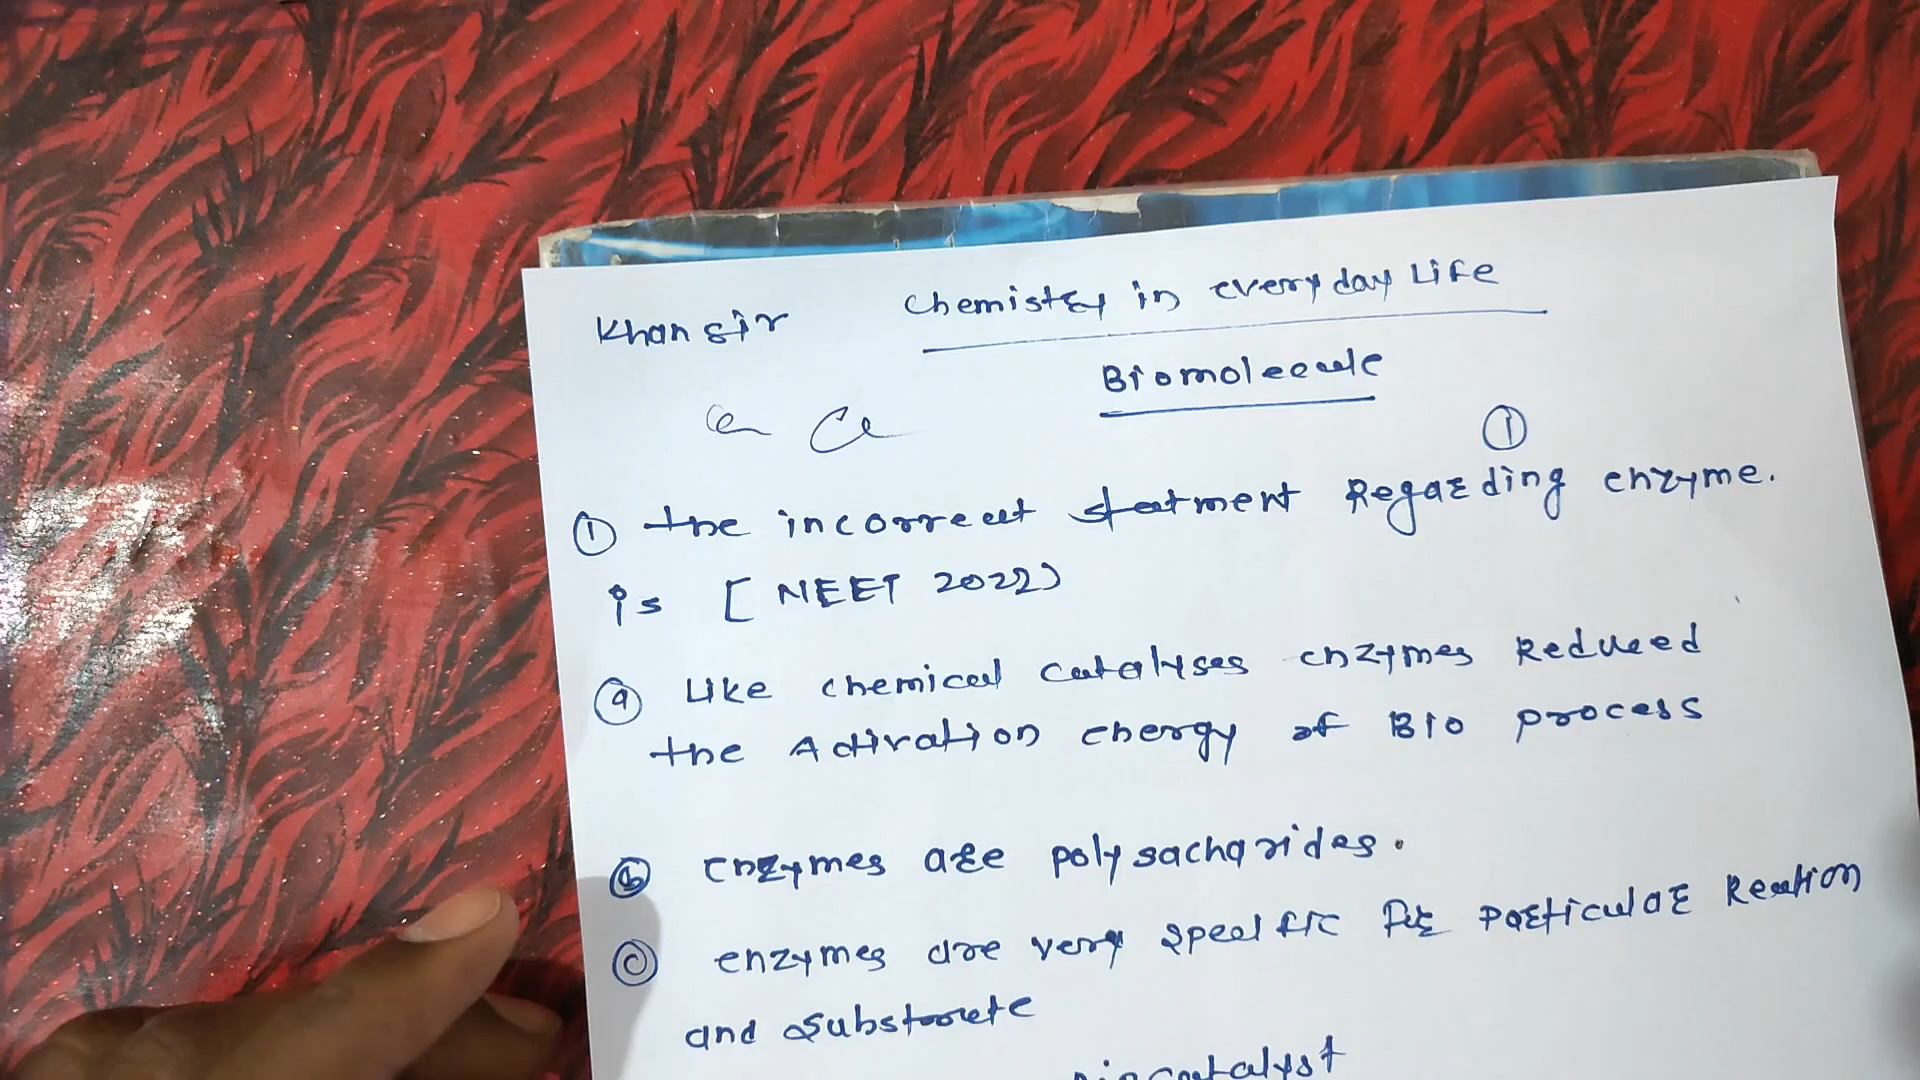 Khan sir Chemistry in every day Life
Biomolecule
1
① the incorrect statment Regarding enzyme.
is [NEET 2022)
ⓐ Like chemical catalyses enzymes Reduced
the Activation energy of Bio process
ⓑ enzymes are polysacharides.
ⓒ enzymes are very specific for particular Reaction
and substrate
biocatalyst